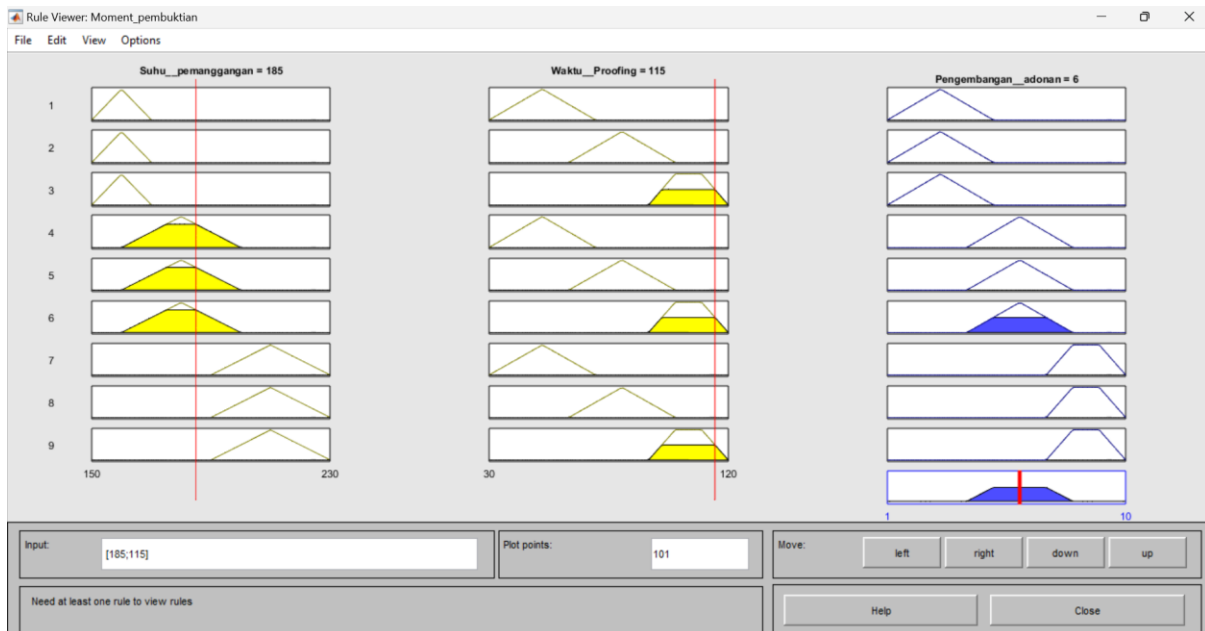 Rule Viewer: Moment_pembuktian
File Edit View Options
Suhu__pemanggangan = 185
Waktu__Proofing = 115
Pengembangan__adonan = 6
1
2
3
4
5
6
7
8
9
150 230
30 120
1 10
Input:
[185;115]
Plot points:
101
Move:
left
right
down
up
Need at least one rule to view rules
Help
Close